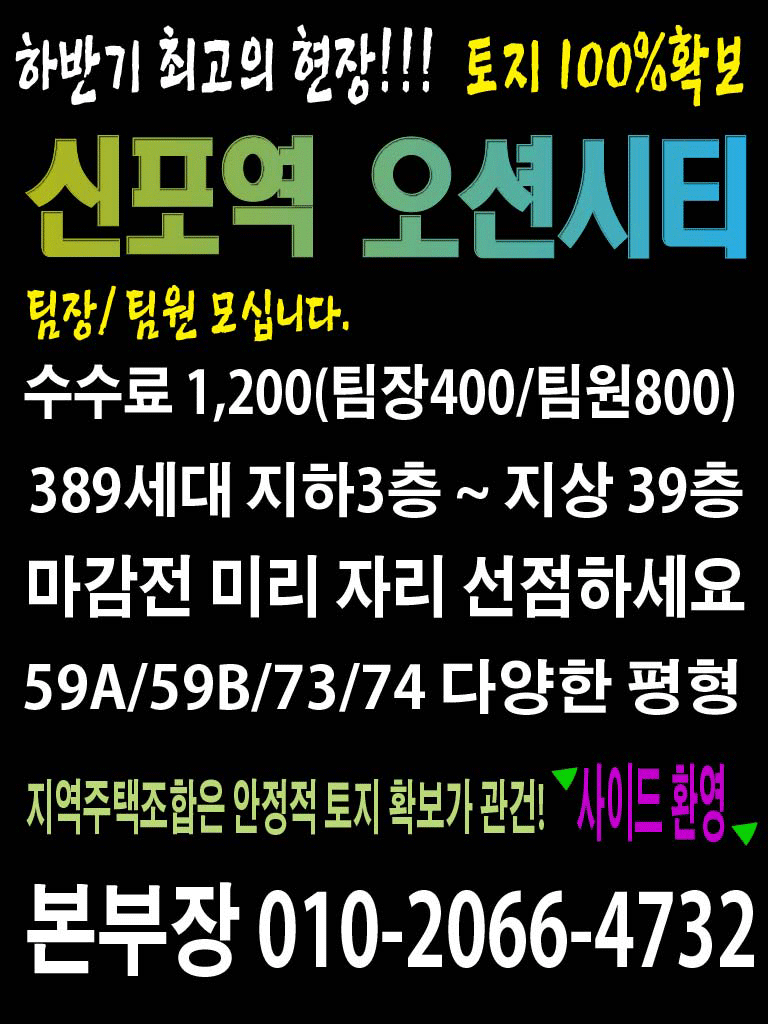 하반기 최고의 현장!!! 토지 100%확보
신포역 오션시티
팀장/팀원 모십니다.
수수료 1,200(팀장400/팀원800)
389세대 지하3층 ~ 지상 39층
마감전 미리 자리 선점하세요
59A/59B/73/74 다양한 평형
지역주택조합은 안정적 토지 확보가 관건! 사이드 환영
본부장 010-2066-4732